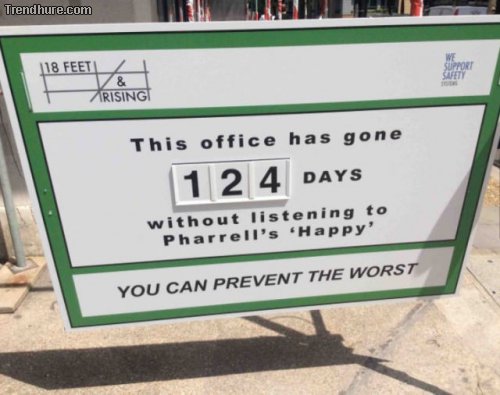 Trendhure.com
18 FEET
&
RISING
WE
SUPPORT
SAFETY
This office has gone
124 DAYS
without listening to
Pharrell's 'Happy'
YOU CAN PREVENT THE WORST